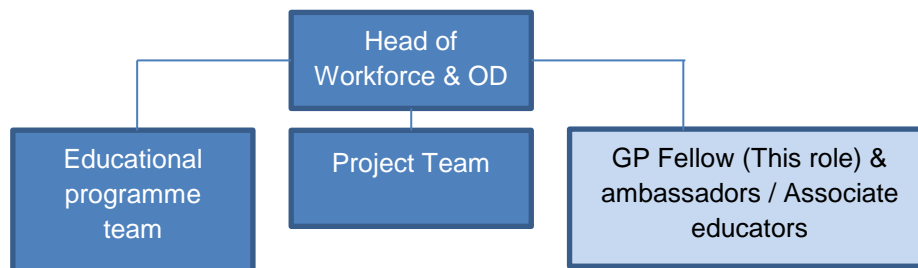 Head of
Workforce & OD
Educational
programme
team
Project Team
GP Fellow (This role) &
ambassadors / Associate
educators